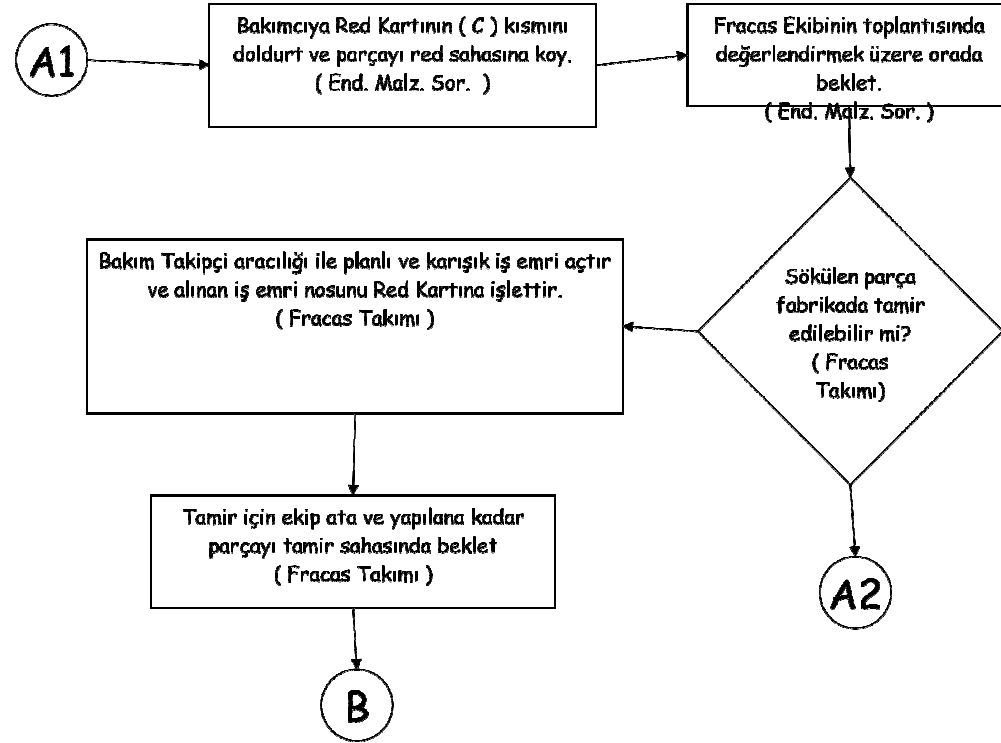 A1
Bakımcıya Red Kartının ( C ) kısmını
doldurt ve parçayı red sahasına koy.
( End. Malz. Sor. )
Fracas Ekibinin toplantısında
değerlendirmek üzere orada
beklet.
( End. Malz. Sor. )
Sökülen parça
fabrikada tamir
edilebilir mi?
( Fracas
Takımı)
Bakım Takipçi aracılığı ile planlı ve karışık iş emri açtır
ve alınan iş emri nosunu Red Kartına işlettir.
( Fracas Takımı )
Tamir için ekip ata ve yapılana kadar
parçayı tamir sahasında beklet
( Fracas Takımı )
A2
B